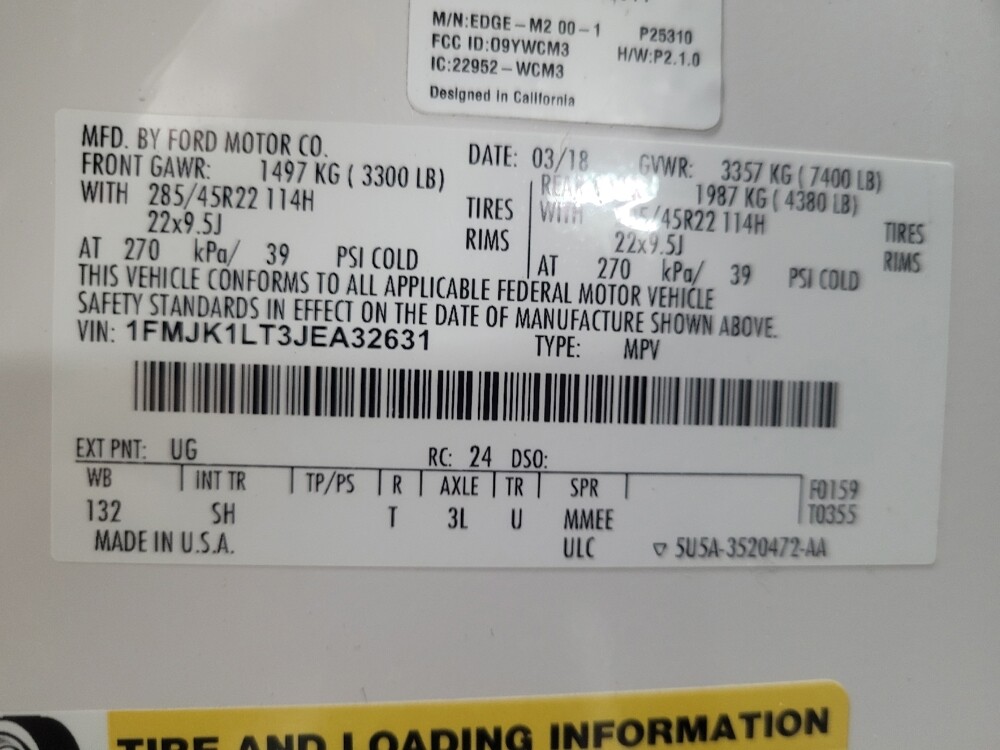 M/N:EDGE-M2 00-1 P25310
FCC ID:O9YWCM3 H/W:P2.1.0
IC:22952-WCM3
Designed in California
MFD. BY FORD MOTOR CO. DATE: 03/18 GVWR: 3357 KG ( 7400 LB)
FRONT GAWR: 1497 KG ( 3300 LB) 1987 KG ( 4380 LB)
WITH 285/45R22 114H TIRES WITH /45R22 114H TIRES
22x9.5J RIMS 22x9.5J RIMS
AT 270 kPa/ 39 PSI COLD AT 270 kPa/ 39 PSI COLD
THIS VEHICLE CONFORMS TO ALL APPLICABLE FEDERAL MOTOR VEHICLE
SAFETY STANDARDS IN EFFECT ON THE DATE OF MANUFACTURE SHOWN ABOVE.
VIN: 1FMJK1LT3JEA32631 TYPE: MPV
EXT PNT: UG RC: 24 DSO:
WB INT TR TP/PS R AXLE TR SPR F0159
132 SH T 3L U MMEE T0355
MADE IN U.S.A. ULC ▽ 5U5A-3520472-AA
TIRE AND LOADING INFORMATION